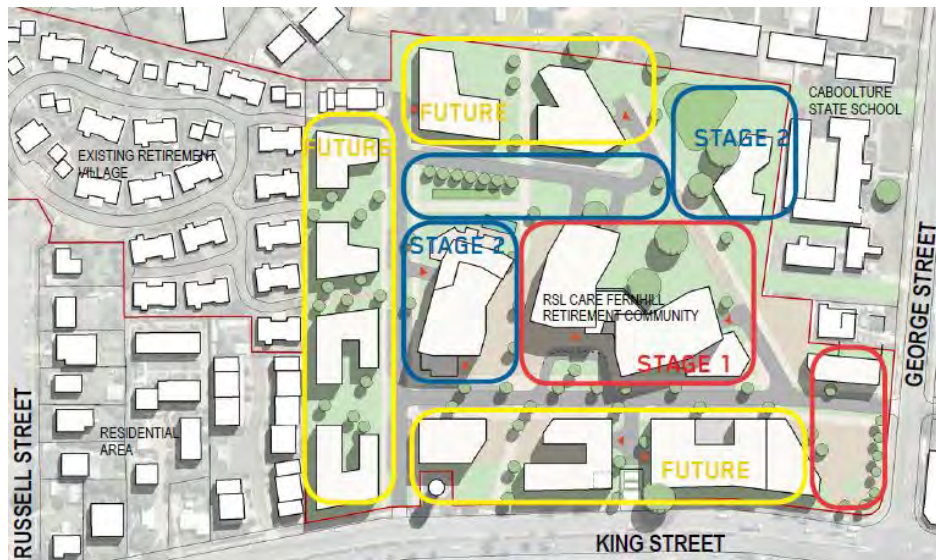 CABOOLTURE
STATE SCHOOL
FUTURE
STAGE 2
FUTURE
EXISTING RETIREMENT
VILLAGE
STAGE 2
RSL CARE FERNHILL
RETIREMENT COMMUNITY
STAGE 1
GEORGE STREET
RUSSELL STREET
RESIDENTIAL
AREA
FUTURE
KING STREET